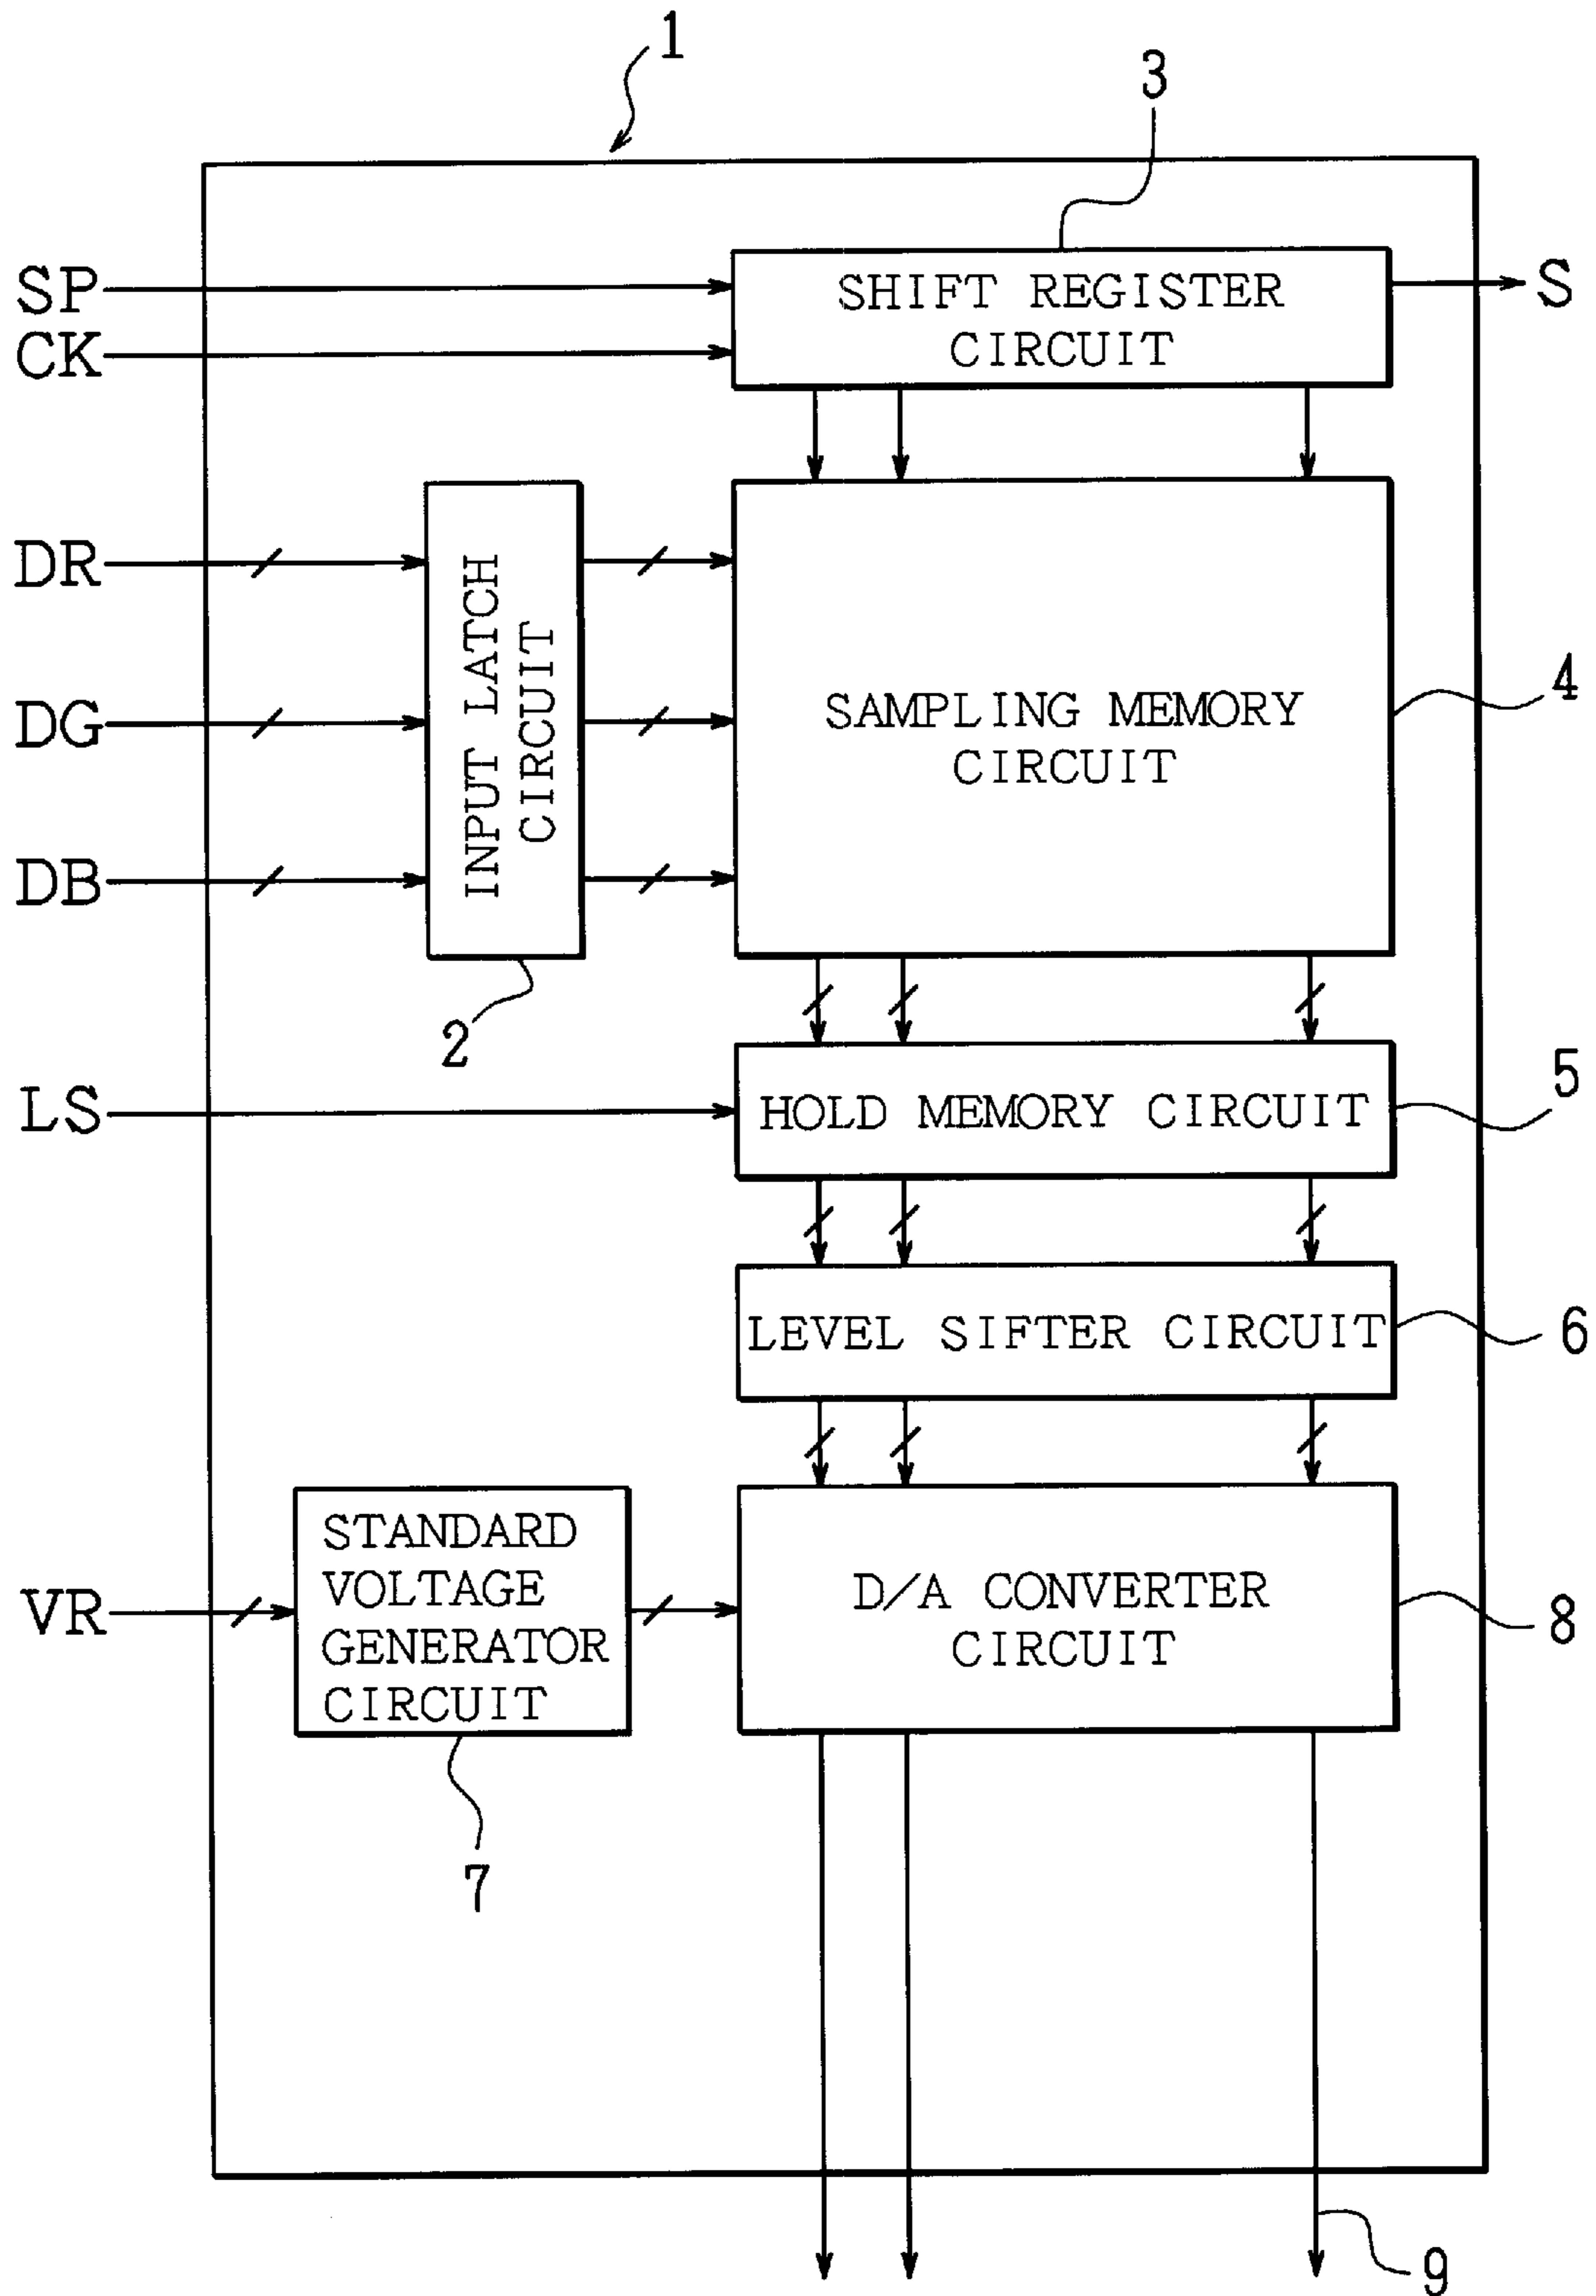 1
3
SP
SHIFT REGISTER
CIRCUIT
S
CK
DR
INPUT LATCH
CIRCUIT
SAMPLING MEMORY
CIRCUIT
4
DG
DB
2
LS
HOLD MEMORY CIRCUIT
5
LEVEL SIFTER CIRCUIT
6
STANDARD
VOLTAGE
GENERATOR
CIRCUIT
VR
D/A CONVERTER
CIRCUIT
8
7
9